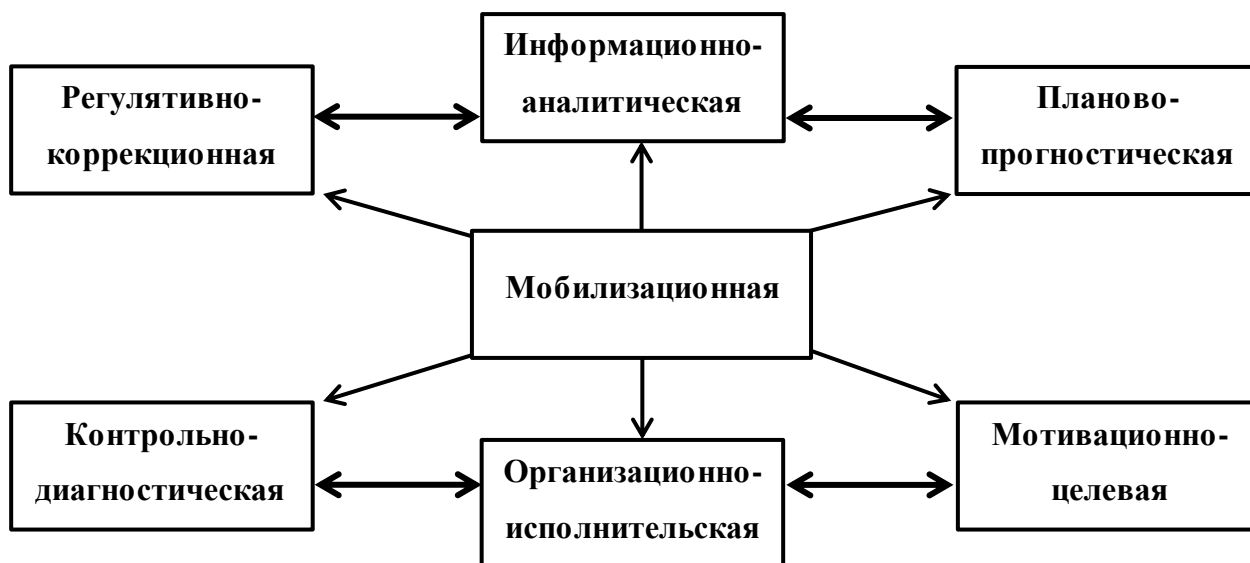 Информационно-
аналитическая
Регулятивно-
коррекционная
Планово-
прогностическая
Мобилизационная
Контрольно-
диагностическая
Организационно-
исполнительская
Мотивационно-
целевая